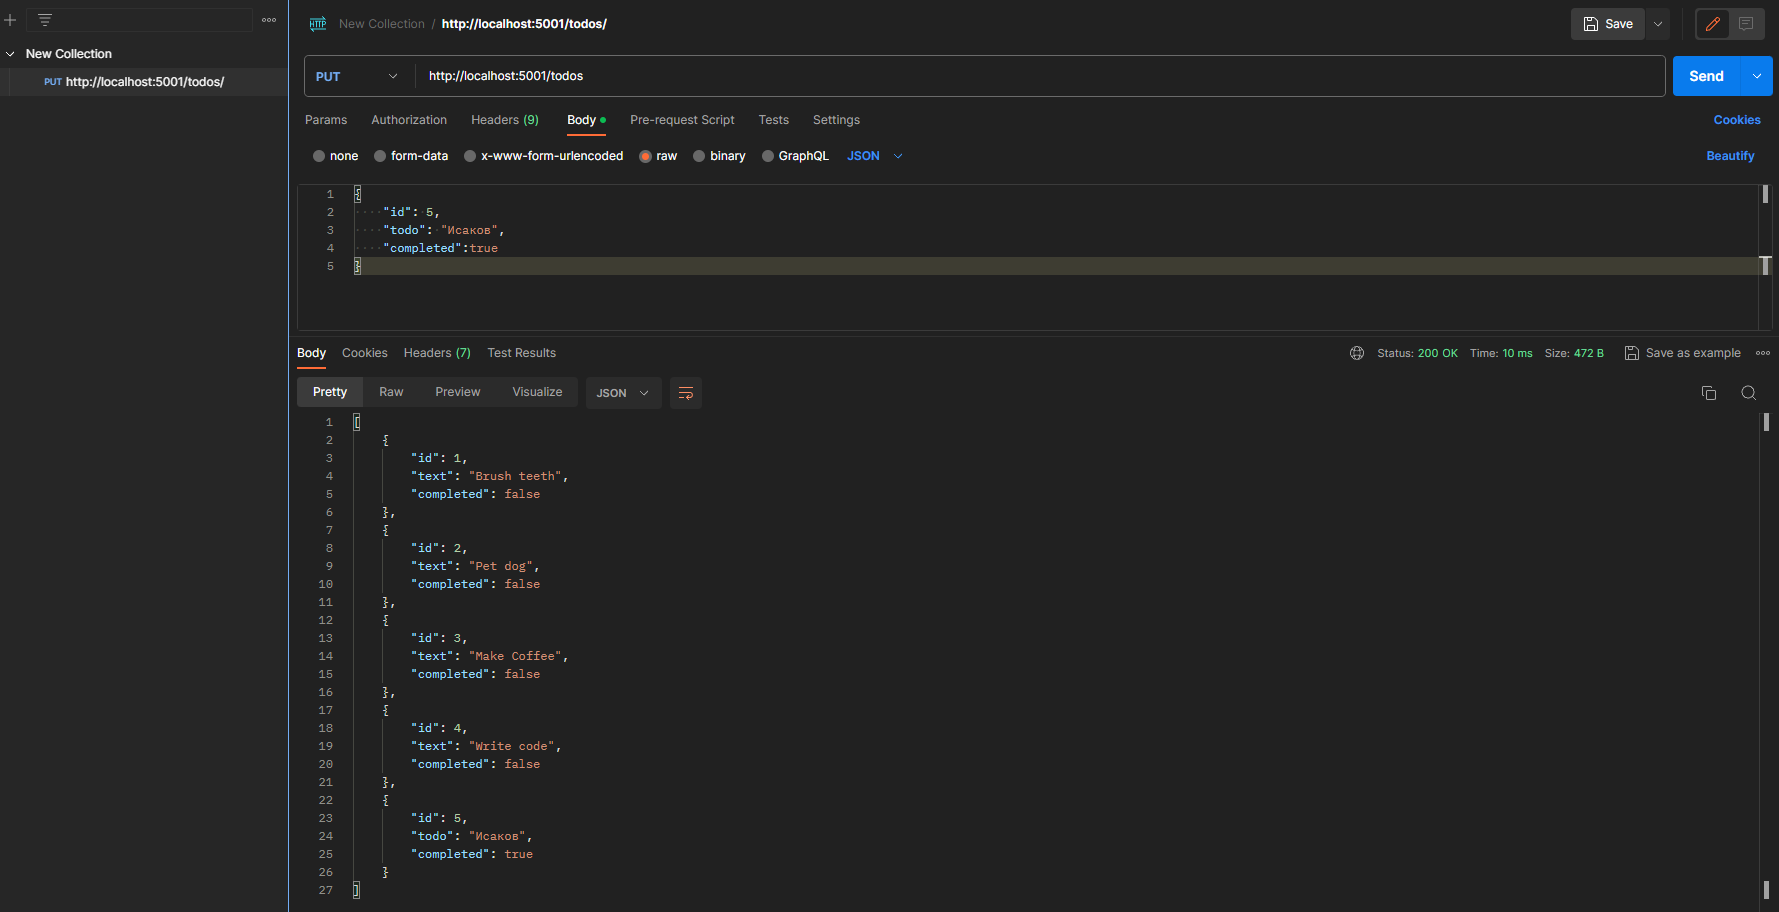 New Collection
PUT http://localhost:5001/todos/
HTTP New Collection / http://localhost:5001/todos/
Save
PUT http://localhost:5001/todos
Send
Params Authorization Headers (9) Body Pre-request Script Tests Settings Cookies
none form-data x-www-form-urlencoded raw binary GraphQL JSON Beautify
1 {
2 "id": 5,
3 "todo": "Исаков",
4 "completed":true
5 }
Body Cookies Headers (7) Test Results Status: 200 OK Time: 10 ms Size: 472 B Save as example
Pretty Raw Preview Visualize JSON
1 [
2 {
3 "id": 1,
4 "text": "Brush teeth",
5 "completed": false
6 },
7 {
8 "id": 2,
9 "text": "Pet dog",
10 "completed": false
11 },
12 {
13 "id": 3,
14 "text": "Make Coffee",
15 "completed": false
16 },
17 {
18 "id": 4,
19 "text": "Write code",
20 "completed": false
21 },
22 {
23 "id": 5,
24 "todo": "Исаков",
25 "completed": true
26 }
27 ]